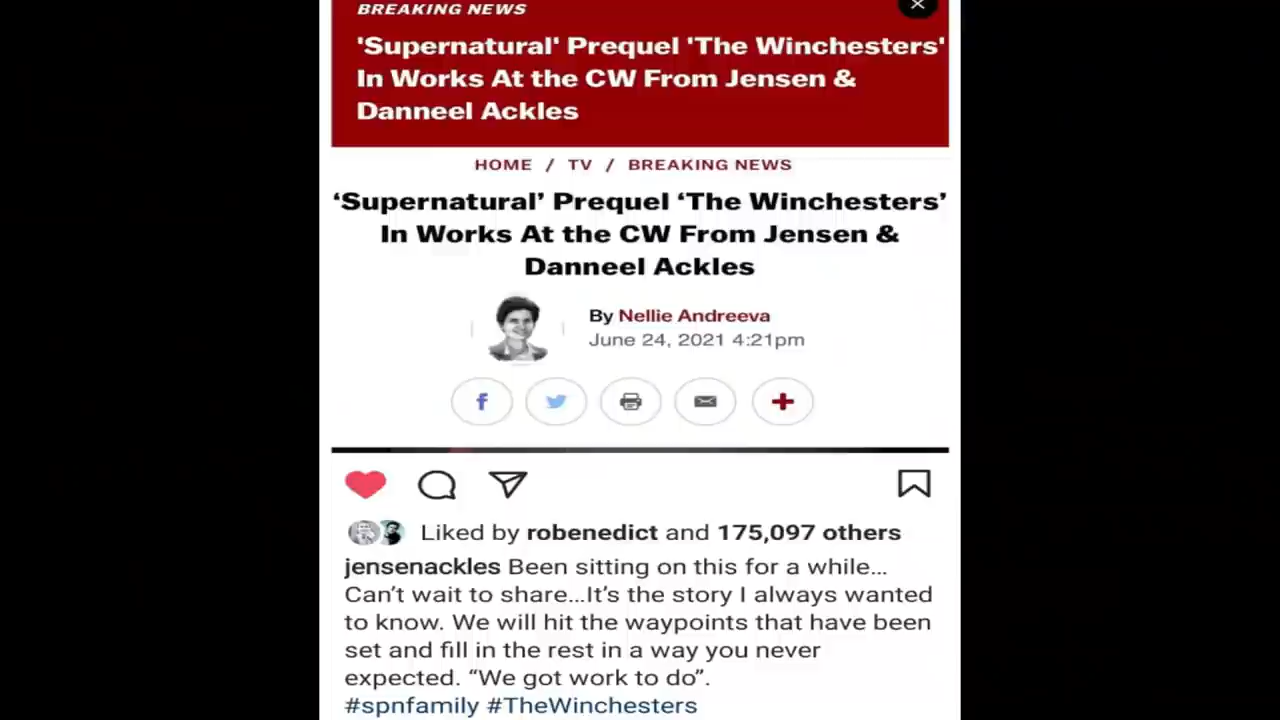 BREAKING NEWS
'Supernatural' Prequel 'The Winchesters'
In Works At the CW From Jensen &
Danneel Ackles
HOME / TV / BREAKING NEWS
‘Supernatural’ Prequel ‘The Winchesters’
In Works At the CW From Jensen &
Danneel Ackles
By Nellie Andreeva
June 24, 2021 4:21pm
Liked by robenedict and 175,097 others
jensenackles Been sitting on this for a while...
Can’t wait to share...It’s the story I always wanted
to know. We will hit the waypoints that have been
set and fill in the rest in a way you never
expected. “We got work to do”.
#spnfamily #TheWinchesters